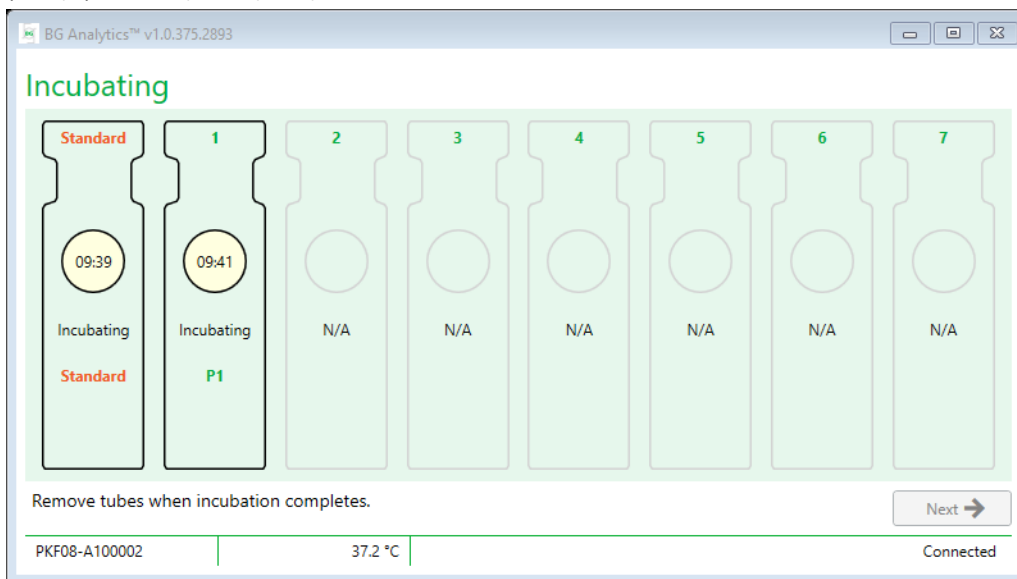 BG Analytics™ v1.0.375.2893
Incubating
Standard 1 2 3 4 5 6 7
09:39 09:41
Incubating Incubating N/A N/A N/A N/A N/A N/A
Standard P1
Remove tubes when incubation completes.
Next
PKF08-A100002 37.2 °C Connected